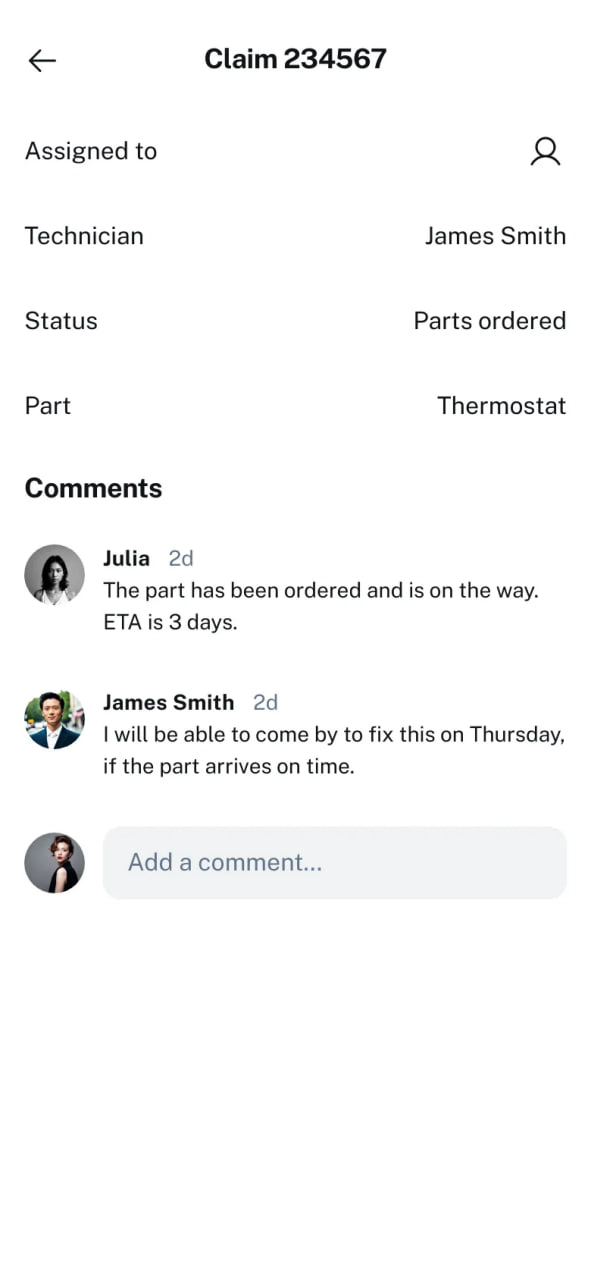 Claim 234567
Assigned to
Technician James Smith
Status Parts ordered
Part Thermostat
Comments
Julia 2d
The part has been ordered and is on the way.
ETA is 3 days.
James Smith 2d
I will be able to come by to fix this on Thursday,
if the part arrives on time.
Add a comment...